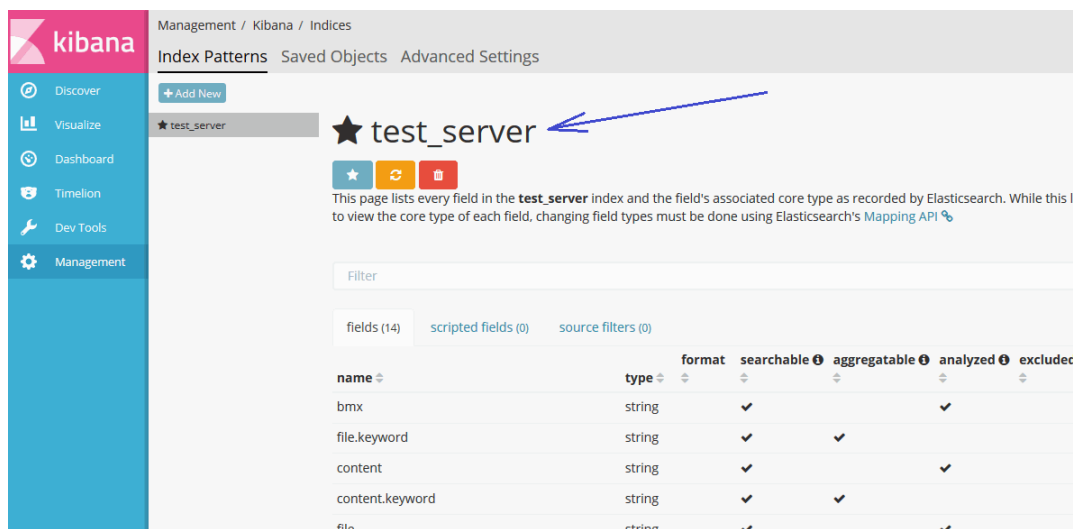 kibana
Discover
Visualize
Dashboard
Timelion
Dev Tools
Management
Management / Kibana / Indices
Index Patterns Saved Objects Advanced Settings
Add New
test_server
test_server
This page lists every field in the test_server index and the field's associated core type as recorded by Elasticsearch. While this
to view the core type of each field, changing field types must be done using Elasticsearch's Mapping API
Filter
fields (14) scripted fields (0) source filters (0)
name type format searchable aggregatable analyzed excluded
bmx string
file.keyword string
content string
content.keyword string
file string